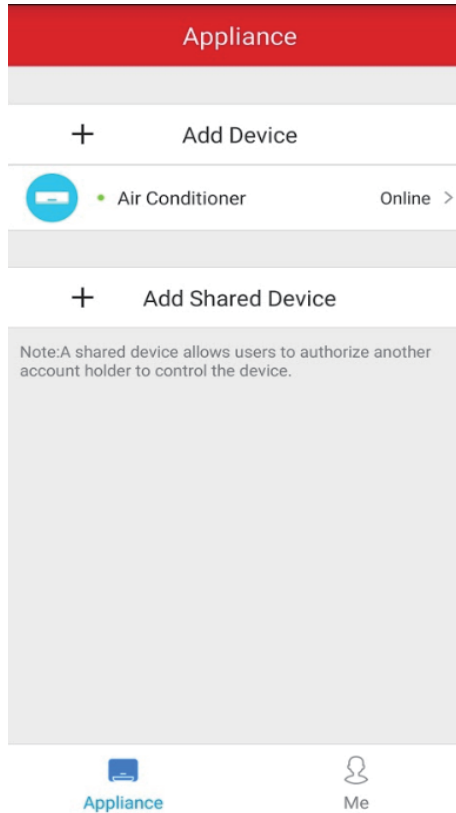 Appliance
+ Add Device
Air Conditioner Online >
+ Add Shared Device
Note:A shared device allows users to authorize another
account holder to control the device.
Appliance Me